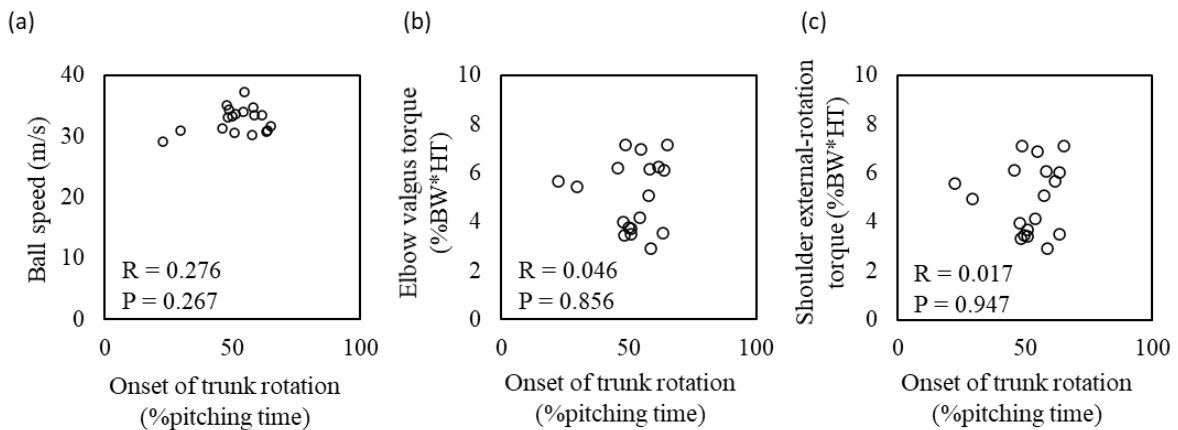 (a)
Ball speed (m/s)
40
30
20
10
0
R = 0.276
P = 0.267
0 50 100
Onset of trunk rotation
(%pitching time)
(b)
Elbow valgus torque
(%BW*HT)
10
8
6
4
2
0
R = 0.046
P = 0.856
0 50 100
Onset of trunk rotation
(%pitching time)
(c)
Shoulder external-rotation
torque (%BW*HT)
10
8
6
4
2
0
R = 0.017
P = 0.947
0 50 100
Onset of trunk rotation
(%pitching time)